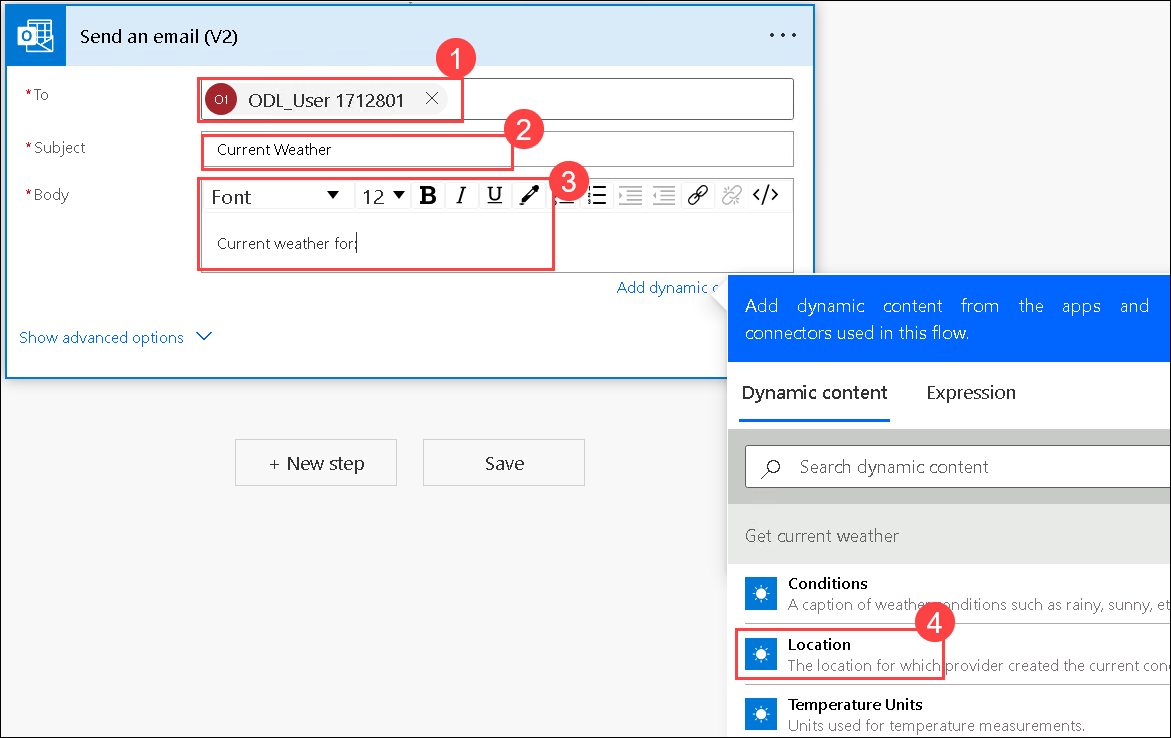 Send an email (V2)
1
* To
O1
ODL_User 1712801
2
* Subject
Current Weather
3
* Body
Font
12
B I U
</>
Current weather for:
Add dynamic c
Show advanced options
+ New step
Save
Add dynamic content from the apps and
connectors used in this flow.
Dynamic content
Expression
Search dynamic content
Get current weather
Conditions
A caption of weather conditions such as rainy, sunny, et
4
Location
The location for which provider created the current con
Temperature Units
Units used for temperature measurements.